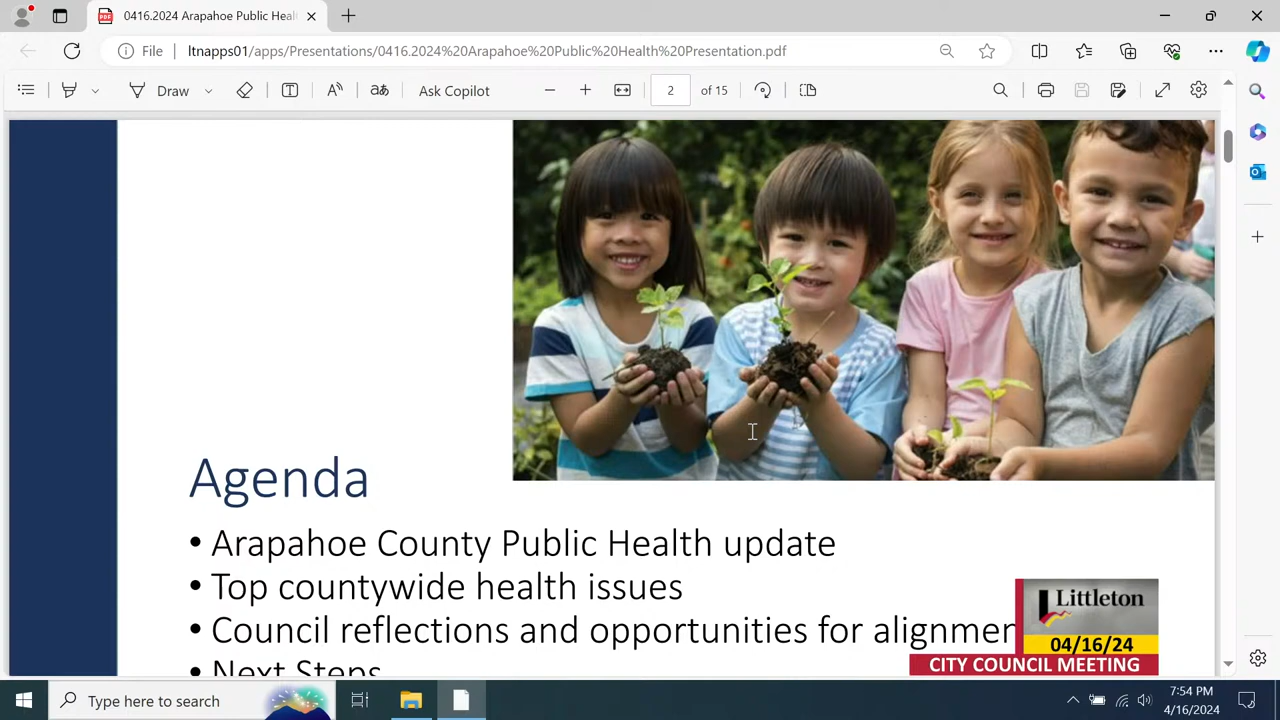 0416.2024 Arapahoe Public Heal
File
ltnapps01/apps/Presentations/0416.2024%20Arapahoe%20Public%20Health%20Presentation.pdf
Draw
Ask Copilot
2
of 15
Agenda
• Arapahoe County Public Health update
• Top countywide health issues
• Council reflections and opportunities for alignmen
• Next Steps
Littleton
04/16/24
CITY COUNCIL MEETING
Type here to search
7:54 PM
4/16/2024